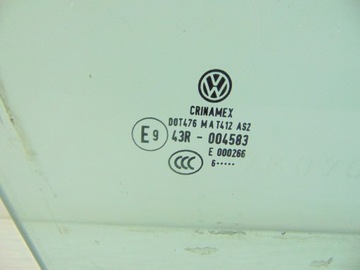 CRINAMEX
DOT476 M A T412 AS2
E9 43R - 004583
E 000266
CCC
6·····